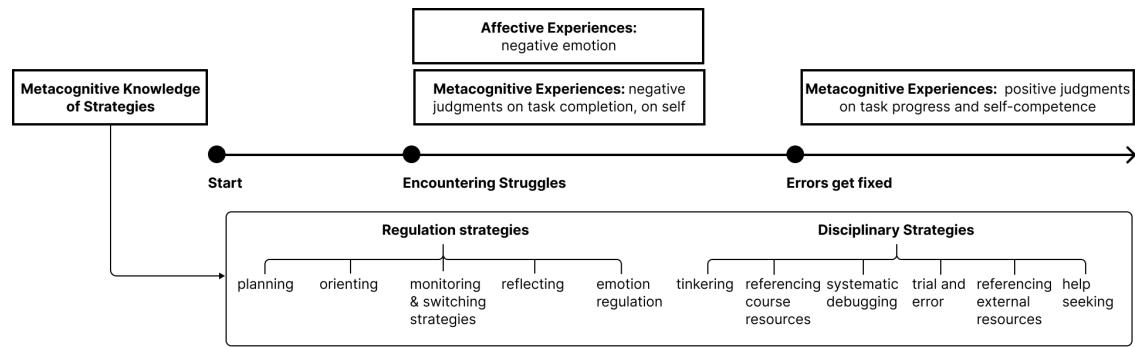 Affective Experiences:
negative emotion
Metacognitive Knowledge
of Strategies
Metacognitive Experiences: negative
judgments on task completion, on self
Metacognitive Experiences: positive judgments
on task progress and self-competence
Start
Encountering Struggles
Errors get fixed
Regulation strategies
planning
orienting
monitoring
& switching
strategies
reflecting
emotion
regulation
Disciplinary Strategies
tinkering
referencing
course
resources
systematic
debugging
trial and
error
referencing
external
resources
help
seeking